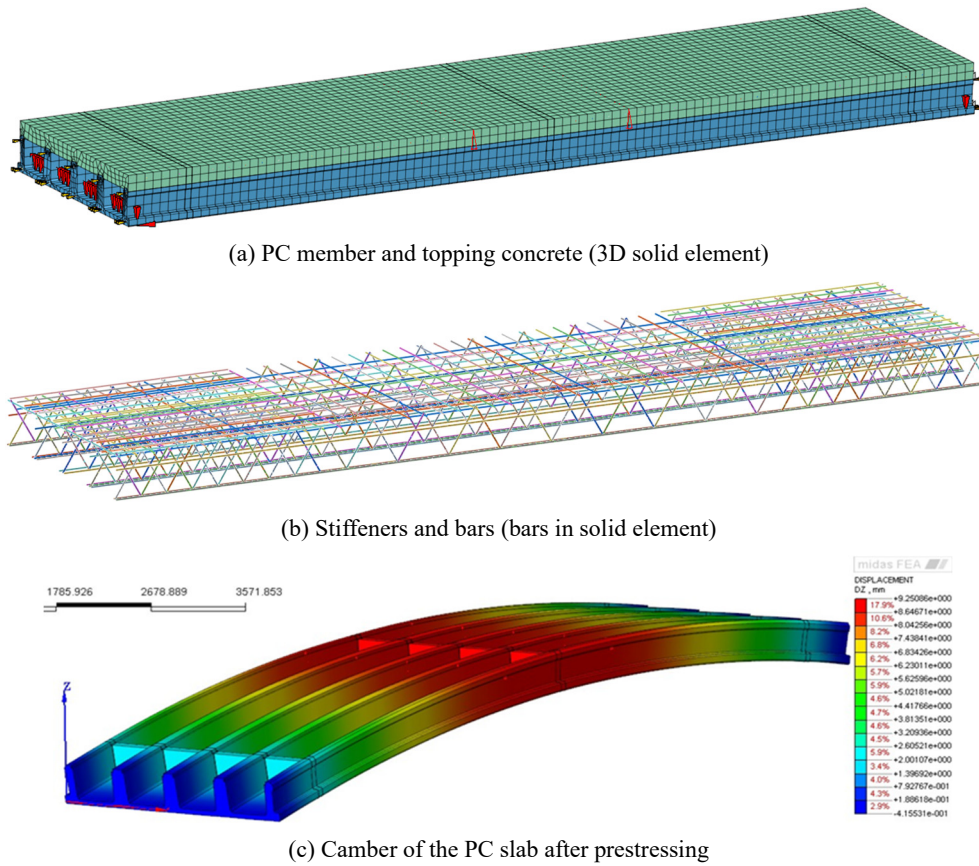 (a) PC member and topping concrete (3D solid element)
(b) Stiffeners and bars (bars in solid element)
1785.926 2678.889 3571.853
midas FEA
DISPLACEMENT
DZ , mm
+9.25086e+000
17.9%
+8.64671e+000
10.6%
+8.04256e+000
8.2%
+7.43841e+000
6.8%
+6.83426e+000
6.2%
+6.23011e+000
5.7%
+5.62596e+000
5.9%
+5.02181e+000
4.6%
+4.41766e+000
4.7%
+3.81351e+000
4.6%
+3.20936e+000
4.5%
+2.60521e+000
5.9%
+2.00107e+000
3.4%
+1.39692e+000
4.0%
+7.92767e-001
4.3%
+1.88618e-001
2.9%
-4.15531e-001
Z
(c) Camber of the PC slab after prestressing